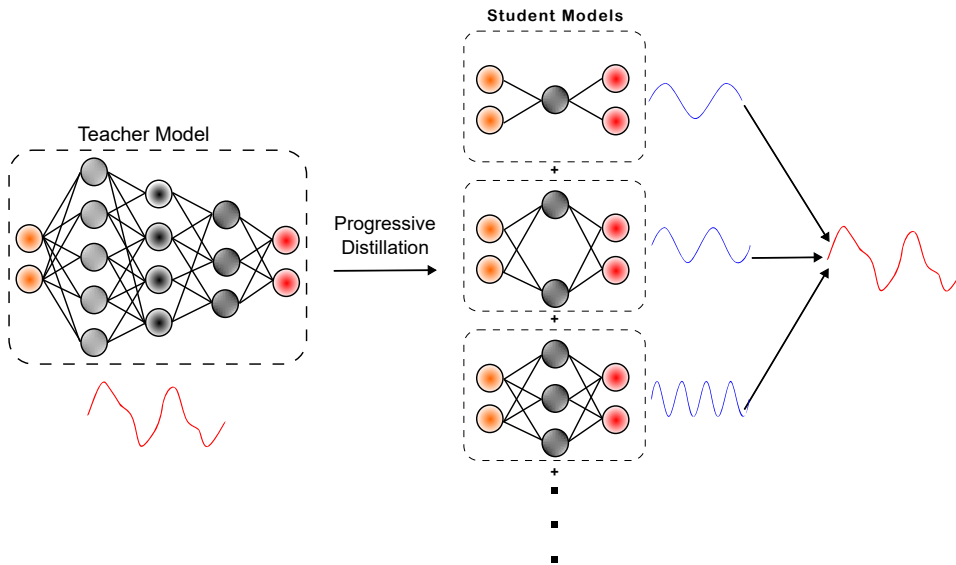 Student Models
Teacher Model
Progressive
Distillation
+
+
+